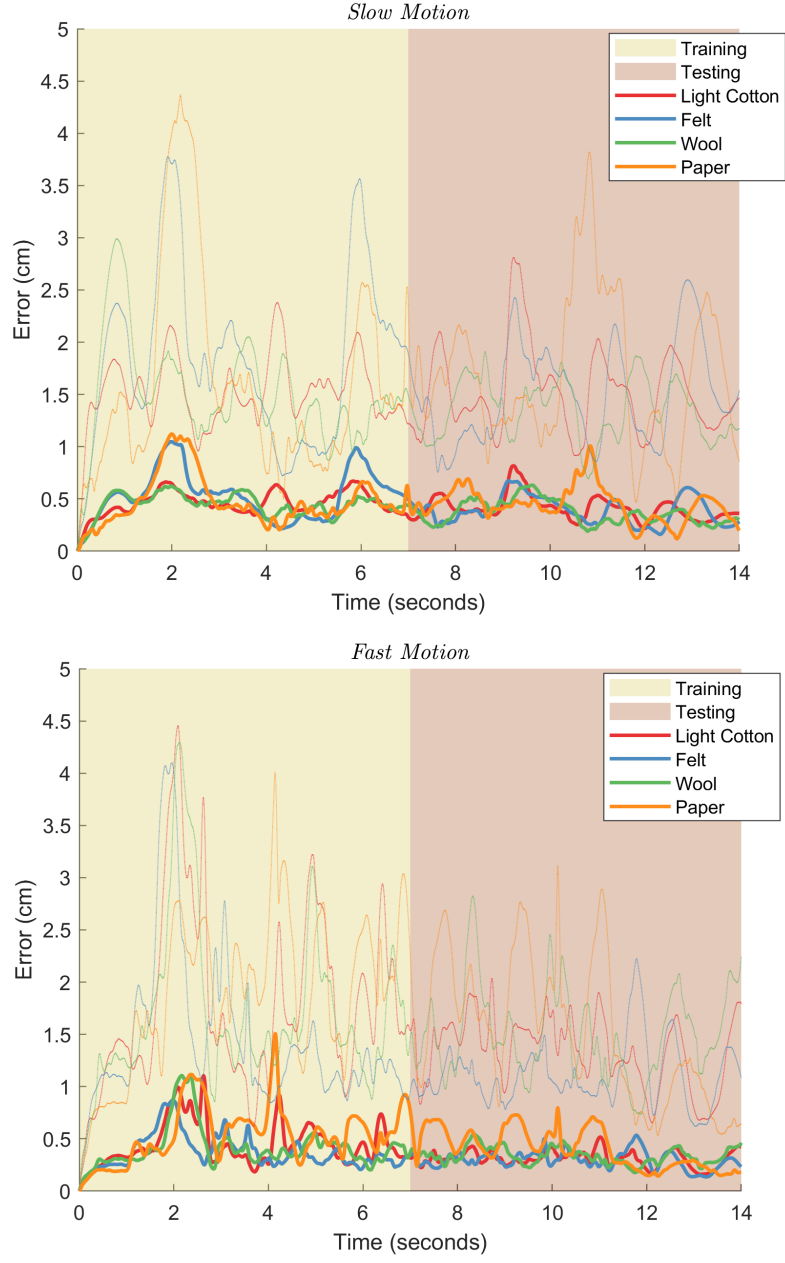 Slow Motion
5
4.5
4
3.5
3
2.5
2
1.5
1
0.5
0
Error (cm)
Training
Testing
Light Cotton
Felt
Wool
Paper
0 2 4 6 8 10 12 14
Time (seconds)
Fast Motion
5
4.5
4
3.5
3
2.5
2
1.5
1
0.5
0
Error (cm)
Training
Testing
Light Cotton
Felt
Wool
Paper
0 2 4 6 8 10 12 14
Time (seconds)